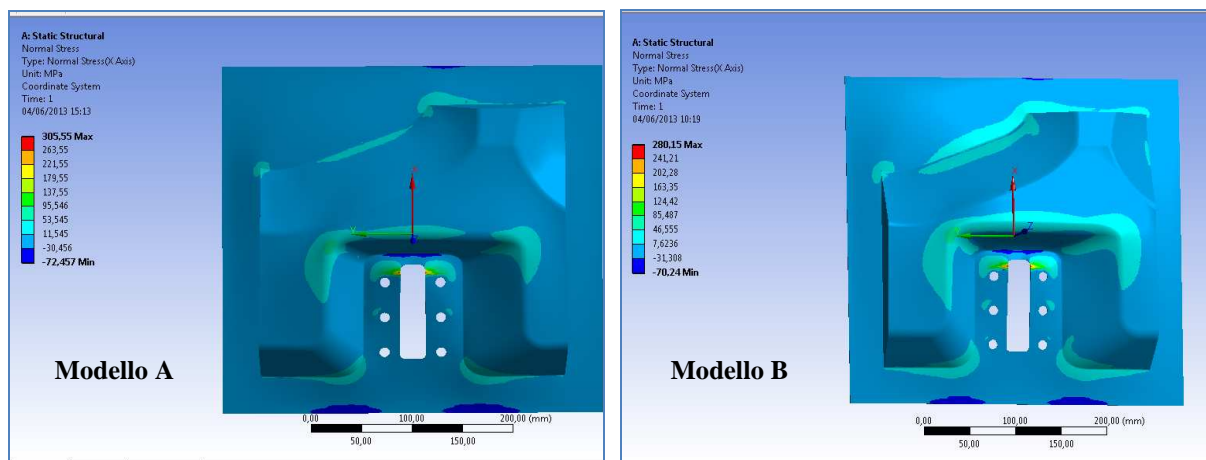 A: Static Structural
Normal Stress
Type: Normal Stress(X Axis)
Unit: MPa
Coordinate System
Time: 1
04/06/2013 15:13
305,55 Max
263,55
221,55
179,55
137,55
95,546
53,545
11,545
-30,456
-72,457 Min
Modello A
0,00
100,00
200,00 (mm)
50,00
150,00
A: Static Structural
Normal Stress
Type: Normal Stress(X Axis)
Unit: MPa
Coordinate System
Time: 1
04/06/2013 10:19
280,15 Max
241,21
202,28
163,35
124,42
85,487
46,555
7,6236
-31,308
-70,24 Min
X
Y
Z
Modello B
0,00
100,00
200,00 (mm)
50,00
150,00